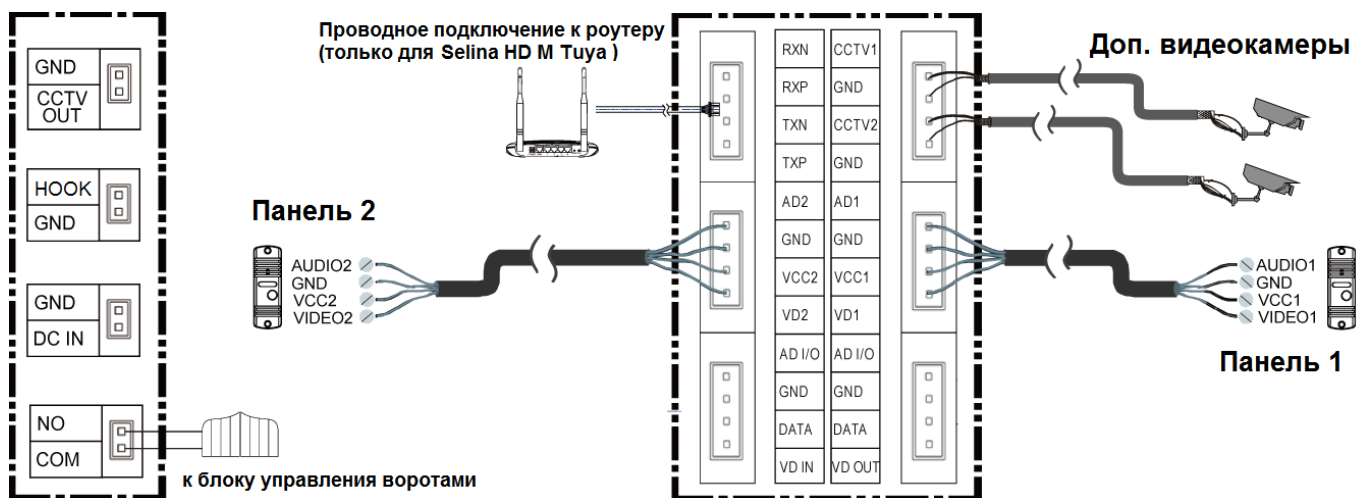 GND
CCTV
OUT
HOOK
GND
GND
DC IN
NO
COM
к блоку управления воротами
Проводное подключение к роутеру
(только для Selina HD M Tuya )
Панель 2
AUDIO2
GND
VCC2
VIDEO2
RXN CCTV1
RXP GND
TXN CCTV2
TXP GND
AD2 AD1
GND GND
VCC2 VCC1
VD2 VD1
AD I/O AD I/O
GND GND
DATA DATA
VD IN VD OUT
Доп. видеокамеры
AUDIO1
GND
VCC1
VIDEO1
Панель 1